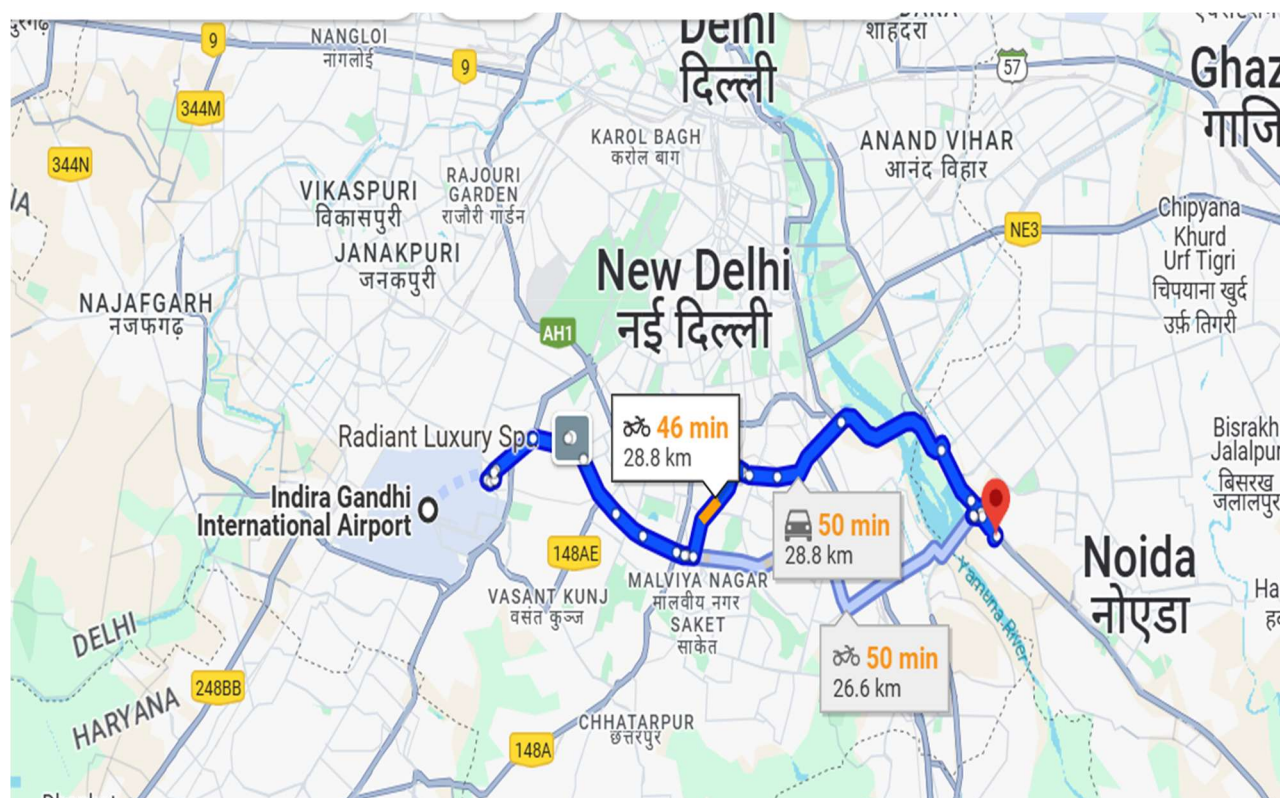 9
NANGLOI
नांगलोई
9
Delhi
दिल्ली
शाहदरा
57
Ghaz
गाजि
344M
344N
KAROL BAGH
करोल बाग
ANAND VIHAR
आनंद विहार
VIKASPURI
विकासपुरी
RAJOURI
GARDEN
राजौरी गार्डन
JANAKPURI
जनकपुरी
NE3
Chipyana
Khurd
Urf Tigri
चिपयाना खुर्द
उर्फ़ तिगरी
New Delhi
नई दिल्ली
NAJAFGARH
नजफगढ़
AH1
Radiant Luxury Spa
46 min
28.8 km
Indira Gandhi
International Airport
50 min
28.8 km
Bisrakh
Jalalpur
बिसरख
जलालपुर
148AE
VASANT KUNJ
वसंत कुञ्ज
MALVIYA NAGAR
मालवीय नगर
SAKET
साकेत
Yamuna River
Noida
नोएडा
DELHI
HARYANA
248BB
50 min
26.6 km
CHHATARPUR
छत्तरपुर
148A